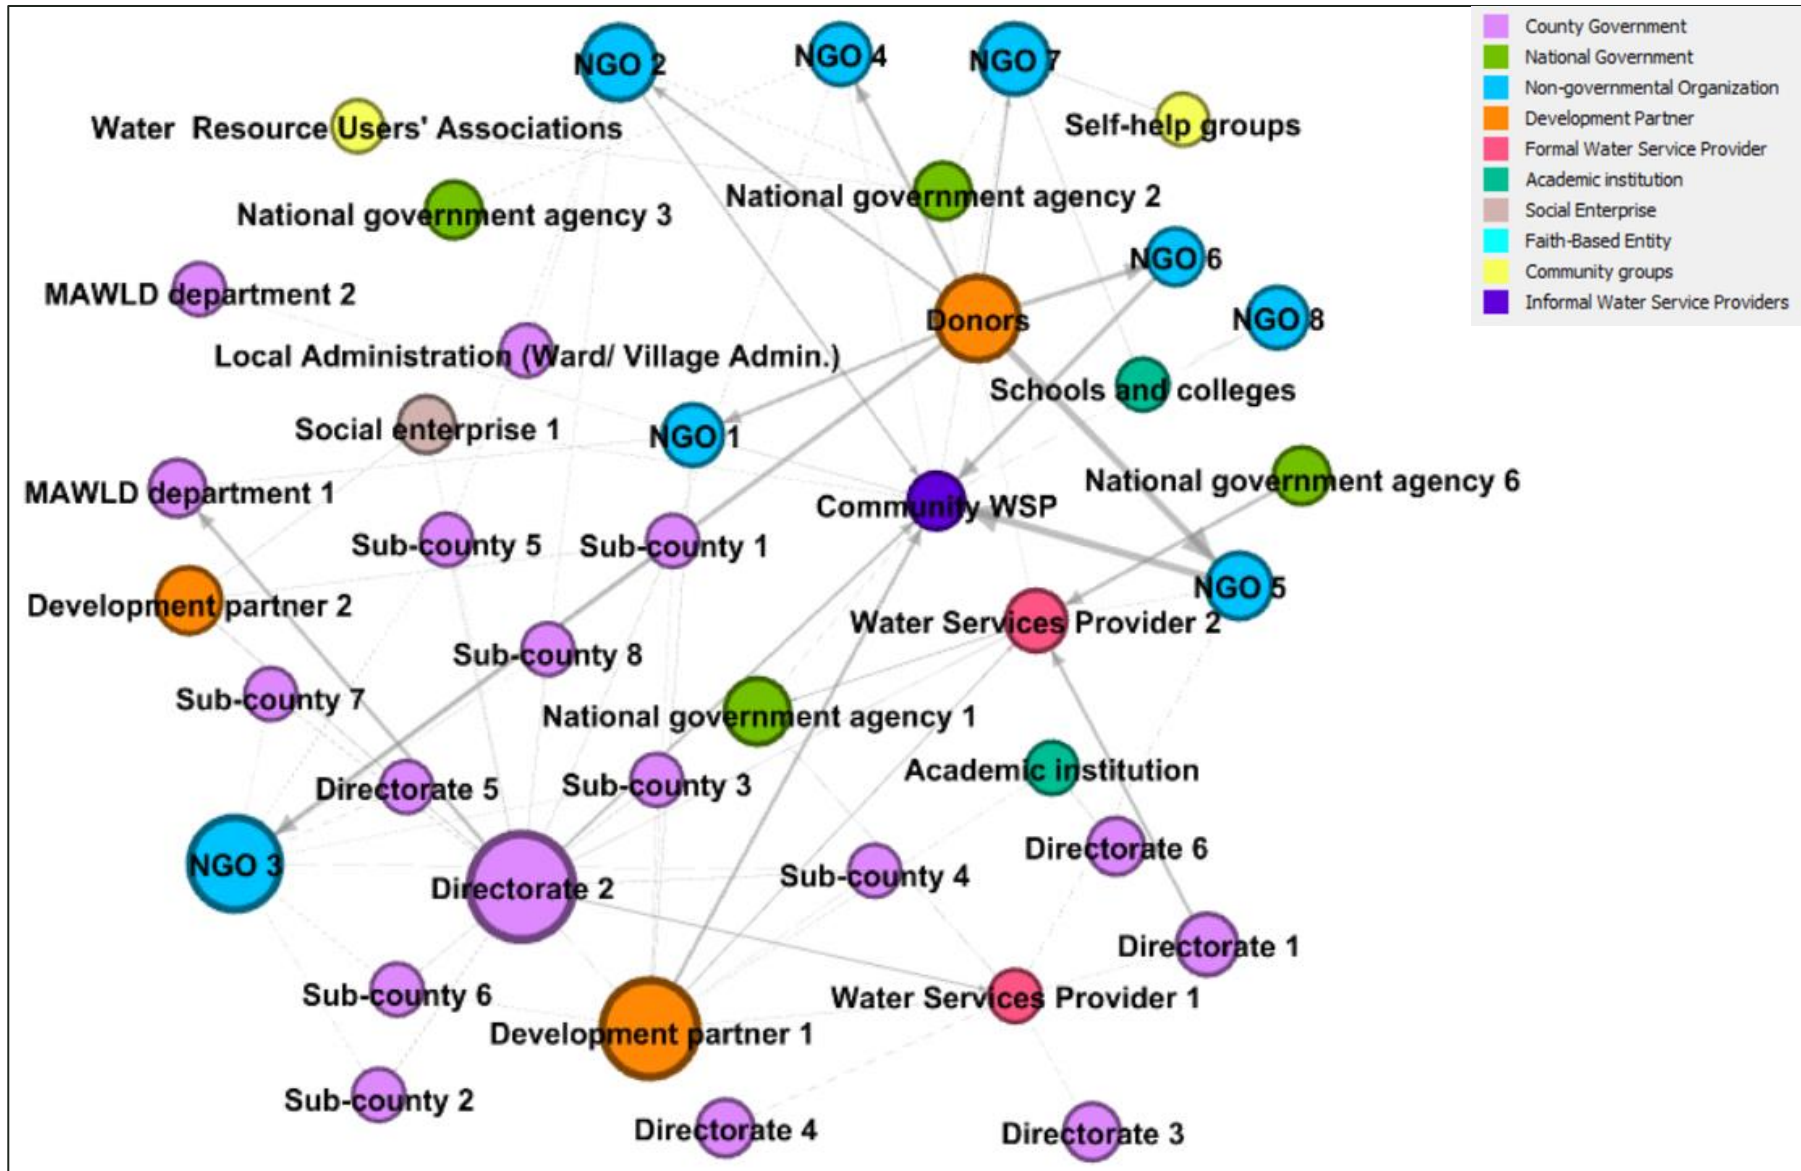 NGO 2
NGO 4
NGO 7
Water  Resource Users' Associations
Self-help groups
National government agency 3
National government agency 2
NGO 6
MAWLD department 2
Donors
NGO 8
Local Administration (Ward/ Village Admin.)
Schools and colleges
Social enterprise 1
NGO 1
MAWLD department 1
National government agency 6
Community WSP
Sub-county 5
Sub-county 1
Development partner 2
NGO 5
Water Services Provider 2
Sub-county 8
Sub-county 7
National government agency 1
Directorate 5
Sub-county 3
Academic institution
NGO 3
Directorate 2
Sub-county 4
Directorate 6
Directorate 1
Sub-county 6
Water Services Provider 1
Development partner 1
Sub-county 2
Directorate 4
Directorate 3
County Government
National Government
Non-governmental Organization
Development Partner
Formal Water Service Provider
Academic institution
Social Enterprise
Faith-Based Entity
Community groups
Informal Water Service Providers